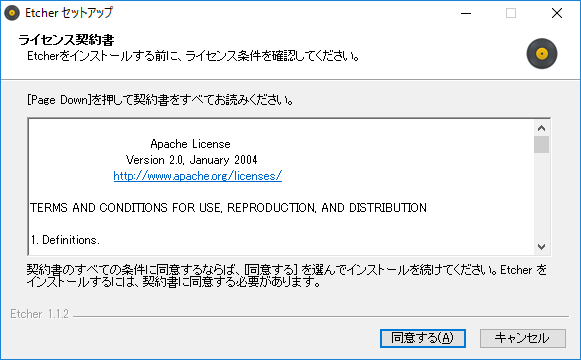 Etcher セットアップ
ライセンス契約書
Etcherをインストールする前に、ライセンス条件を確認してください。
[Page Down]を押して契約書をすべてお読みください。
Apache License
Version 2.0, January 2004
http://www.apache.org/licenses/
TERMS AND CONDITIONS FOR USE, REPRODUCTION, AND DISTRIBUTION
1. Definitions.
契約書のすべての条件に同意するならば、[同意する] を選んでインストールを続けてください。Etcher を
インストールするには、契約書に同意する必要があります。
Etcher 1.1.2
同意する(A)
キャンセル